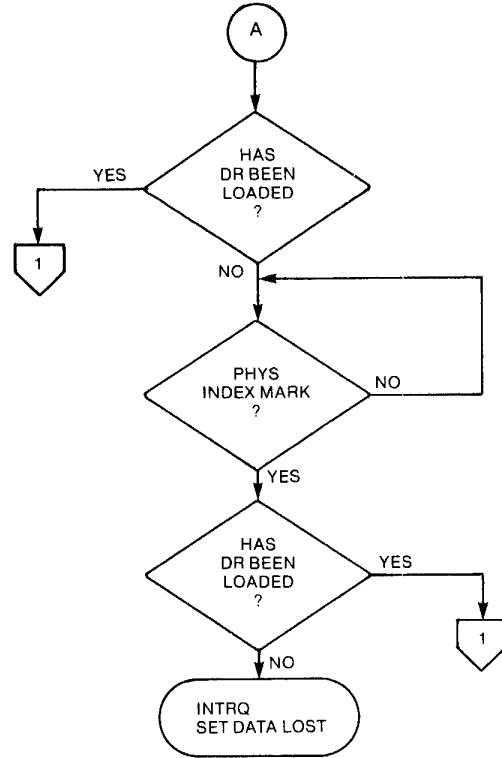 A
HAS
DR BEEN
LOADED
?
YES
1
NO
PHYS
INDEX MARK
?
NO
YES
HAS
DR BEEN
LOADED
?
YES
1
NO
INTRQ
SET DATA LOST